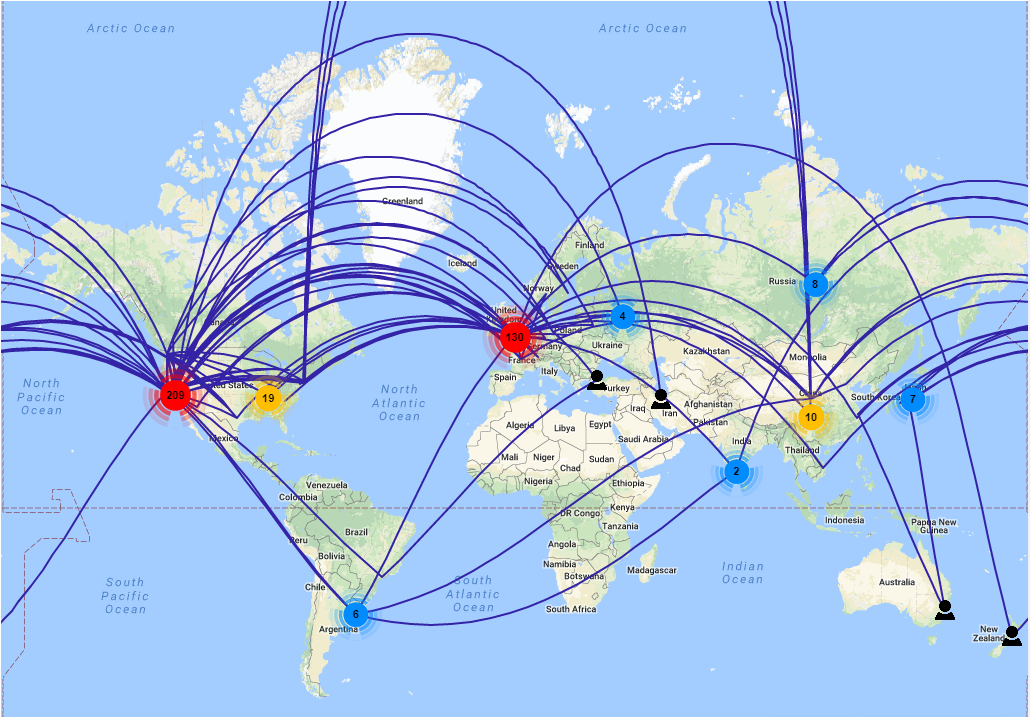 Arctic Ocean
Arctic Ocean
Greenland
Iceland
Finland
Sweden
Norway
Russia
8
United
130
4
Poland
Germany
Ukraine
France
Kazakhstan
Mongolia
North
Pacific
Ocean
209
United States
19
North
Atlantic
Ocean
Spain
Italy
Turkey
Iraq
Iran
Afghanistan
Pakistan
China
10
South Korea
7
Mexico
Algeria
Libya
Egypt
Saudi Arabia
India
2
Thailand
Mali
Niger
Chad
Sudan
Nigeria
Ethiopia
Venezuela
Colombia
Kenya
DR Congo
Tanzania
Indonesia
Papua New
Guinea
Peru
Brazil
Bolivia
Angola
Namibia
Botswana
Madagascar
Indian
Ocean
Australia
South
Pacific
Ocean
Chile
South
Atlantic
Ocean
South Africa
6
Argentina
New
Zealand